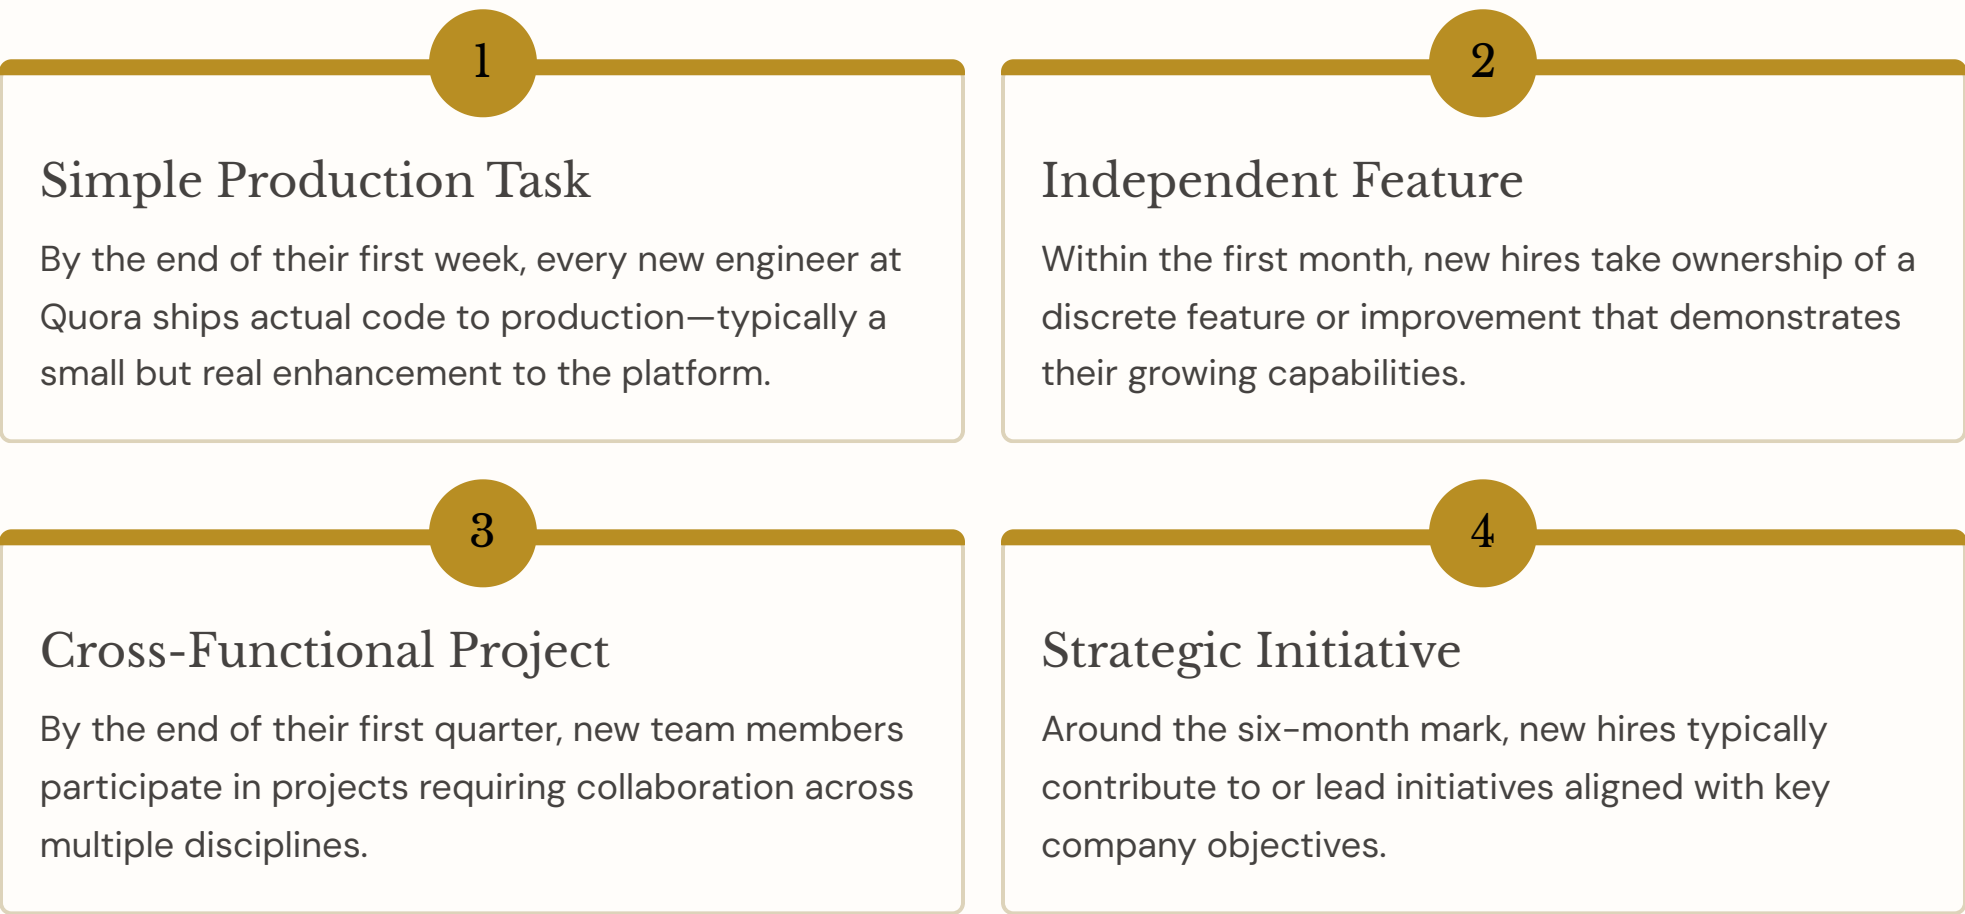 1
Simple Production Task
By the end of their first week, every new engineer at
Quora ships actual code to production—typically a
small but real enhancement to the platform.
2
Independent Feature
Within the first month, new hires take ownership of a
discrete feature or improvement that demonstrates
their growing capabilities.
3
Cross-Functional Project
By the end of their first quarter, new team members
participate in projects requiring collaboration across
multiple disciplines.
4
Strategic Initiative
Around the six-month mark, new hires typically
contribute to or lead initiatives aligned with key
company objectives.